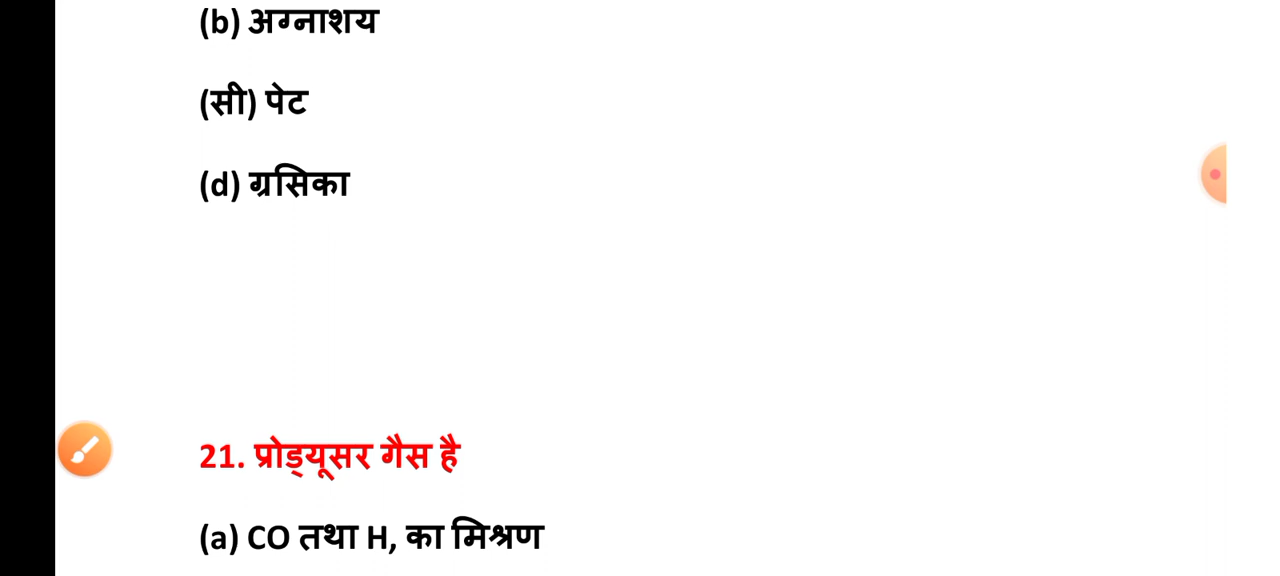 (b) अग्नाशय
(सी) पेट
(d) ग्रसिका
21. प्रोड्यूसर गैस है
(a) CO तथा H, का मिश्रण